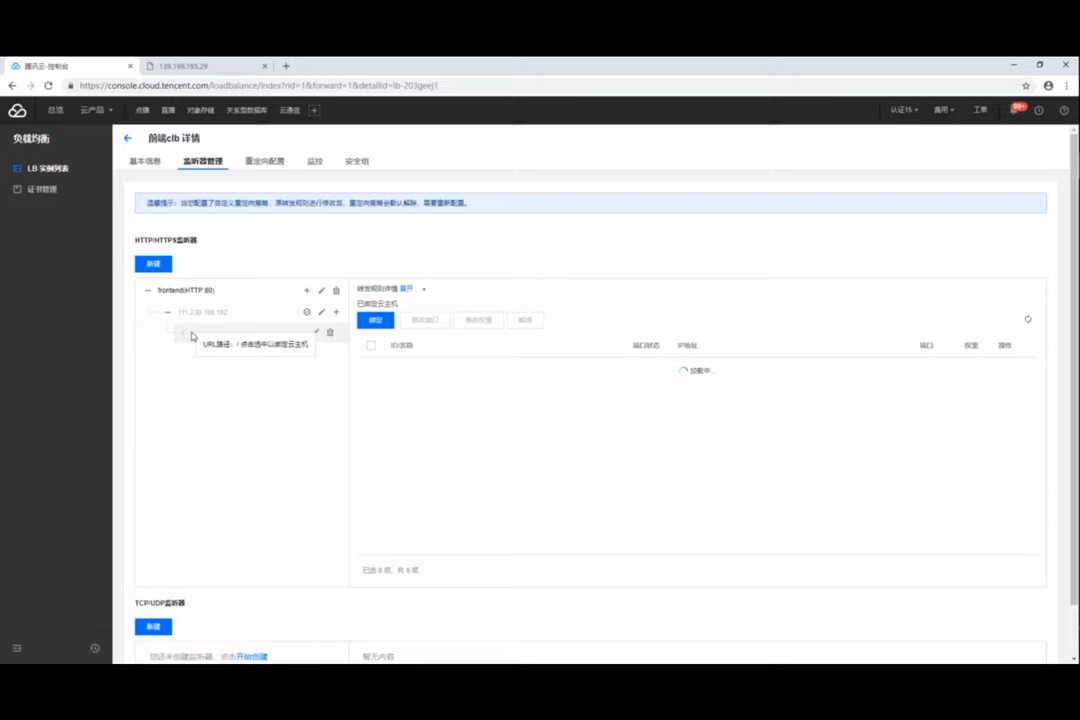 腾讯云-控制台
139.199.195.29
https://console.cloud.tencent.com/loadbalance/index?rid=1&forward=1&detailId=lb-203geej1
总览 云产品 点播 直播 对象存储 关系型数据库 云通信 认证15 费用 工单 99+
负载均衡
LB 实例列表
证书管理
前端clb 详情
基本信息 监听器管理 重定向配置 监控 安全组
温馨提示：当您配置了自定义重定向策略，原转发规则进行修改后，重定向策略会默认解除，需要重新配置。
HTTP/HTTPS监听器
新建
frontend(HTTP:80)
111.230.180.162
URL路径：/ 点击选中以绑定云主机
转发规则详情 展开
已绑定云主机
绑定 修改端口 修改权重 解绑
ID/名称 端口状态 IP地址 端口 权重 操作
加载中...
已选 0 项，共 0 项
TCP/UDP监听器
新建
您还未创建监听器，点击开始创建
暂无内容